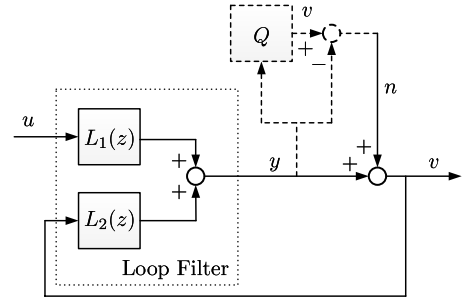 v
Q
+
−
n
u
L₁(z)
+
y
+
+
v
+
L₂(z)
Loop Filter